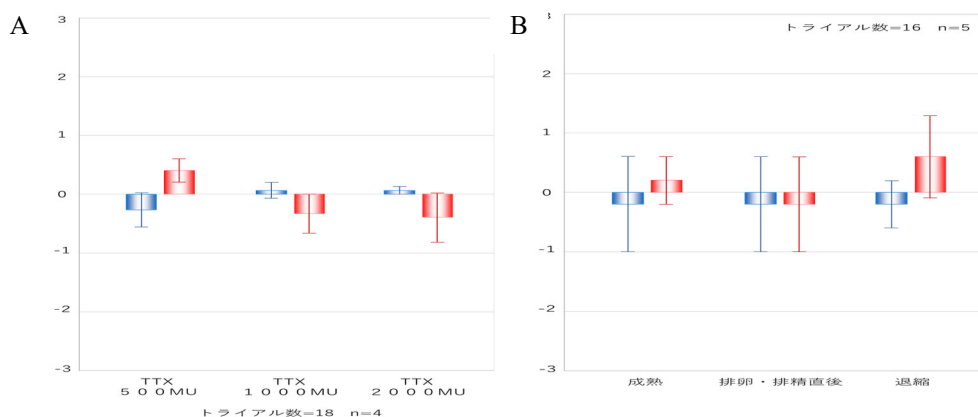 A
3
2
1
0
-1
-2
-3
TTX
５００MU
TTX
１０００MU
TTX
２０００MU
トライアル数=18 n=4
B
トライアル数=16 n=5
3
2
1
0
-1
-2
-3
成熟
排卵・排精直後
退縮